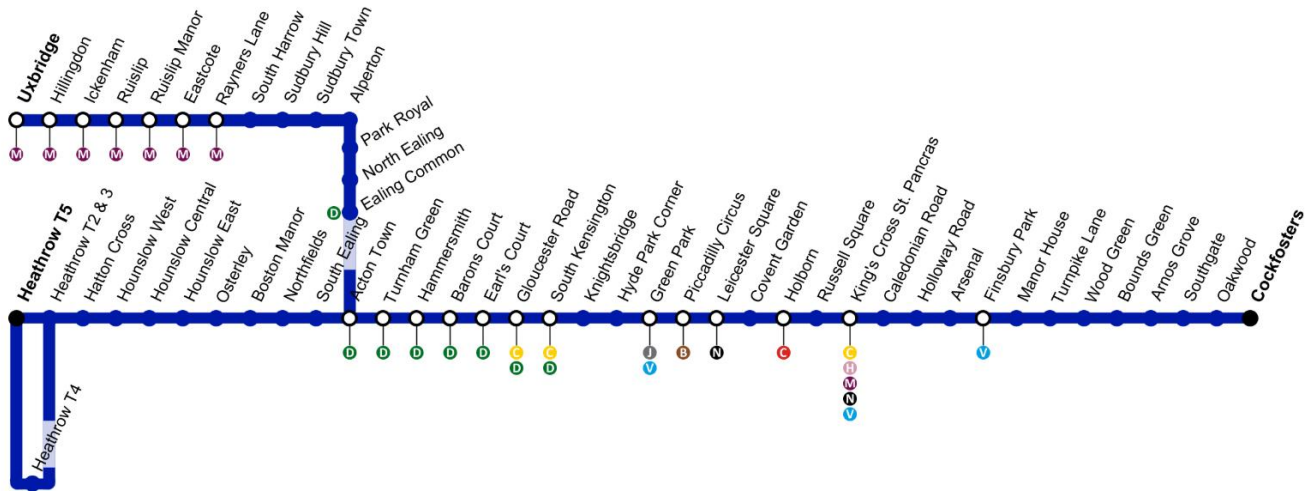 Uxbridge
Hillingdon
Ickenham
Ruislip
Ruislip Manor
Eastcote
Rayners Lane
South Harrow
Sudbury Hill
Sudbury Town
Alperton
M
M
M
M
M
M
M
Park Royal
North Ealing
Ealing Common
D
Heathrow T5
Heathrow T2 & 3
Hatton Cross
Hounslow West
Hounslow Central
Hounslow East
Osterley
Boston Manor
Northfields
South Ealing
Acton Town
Turnham Green
Hammersmith
Barons Court
Earl's Court
Gloucester Road
South Kensington
Knightsbridge
Hyde Park Corner
Green Park
Piccadilly Circus
Leicester Square
Covent Garden
Holborn
Russell Square
King's Cross St. Pancras
Caledonian Road
Holloway Road
Arsenal
Finsbury Park
Manor House
Turnpike Lane
Wood Green
Bounds Green
Arnos Grove
Southgate
Oakwood
Cockfosters
D
D
D
D
D
C
D
C
D
J
V
B
N
C
C
H
M
N
V
V
Heathrow T4